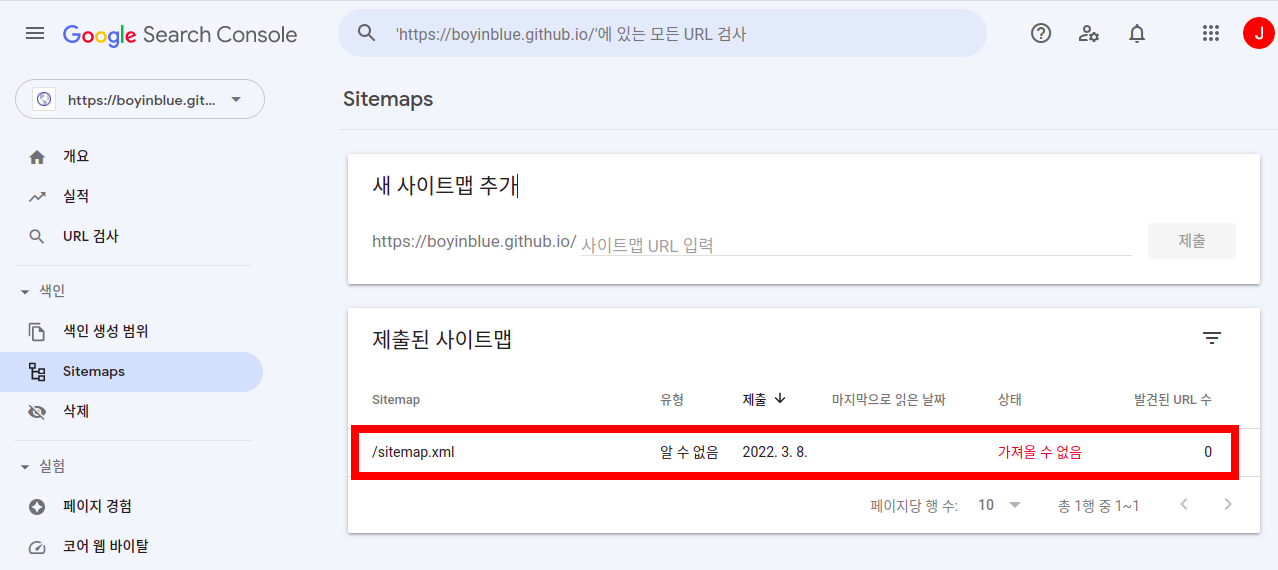 Google Search Console
'https://boyinblue.github.io/'에 있는 모든 URL 검사
J
https://boyinblue.git...
개요
실적
URL 검사
색인
색인 생성 범위
Sitemaps
삭제
실험
페이지 경험
코어 웹 바이탈
Sitemaps
새 사이트맵 추가
https://boyinblue.github.io/ 사이트맵 URL 입력 제출
제출된 사이트맵
Sitemap 유형 제출 마지막으로 읽은 날짜 상태 발견된 URL 수
/sitemap.xml 알 수 없음 2022. 3. 8. 가져올 수 없음 0
페이지당 행 수: 10 총 1행 중 1~1